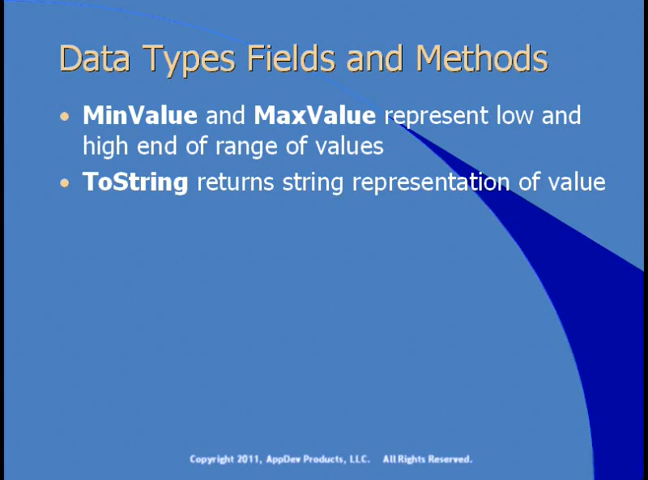 Data Types Fields and Methods
• MinValue and MaxValue represent low and
high end of range of values
• ToString returns string representation of value
Copyright 2011, AppDev Products, LLC. All Rights Reserved.